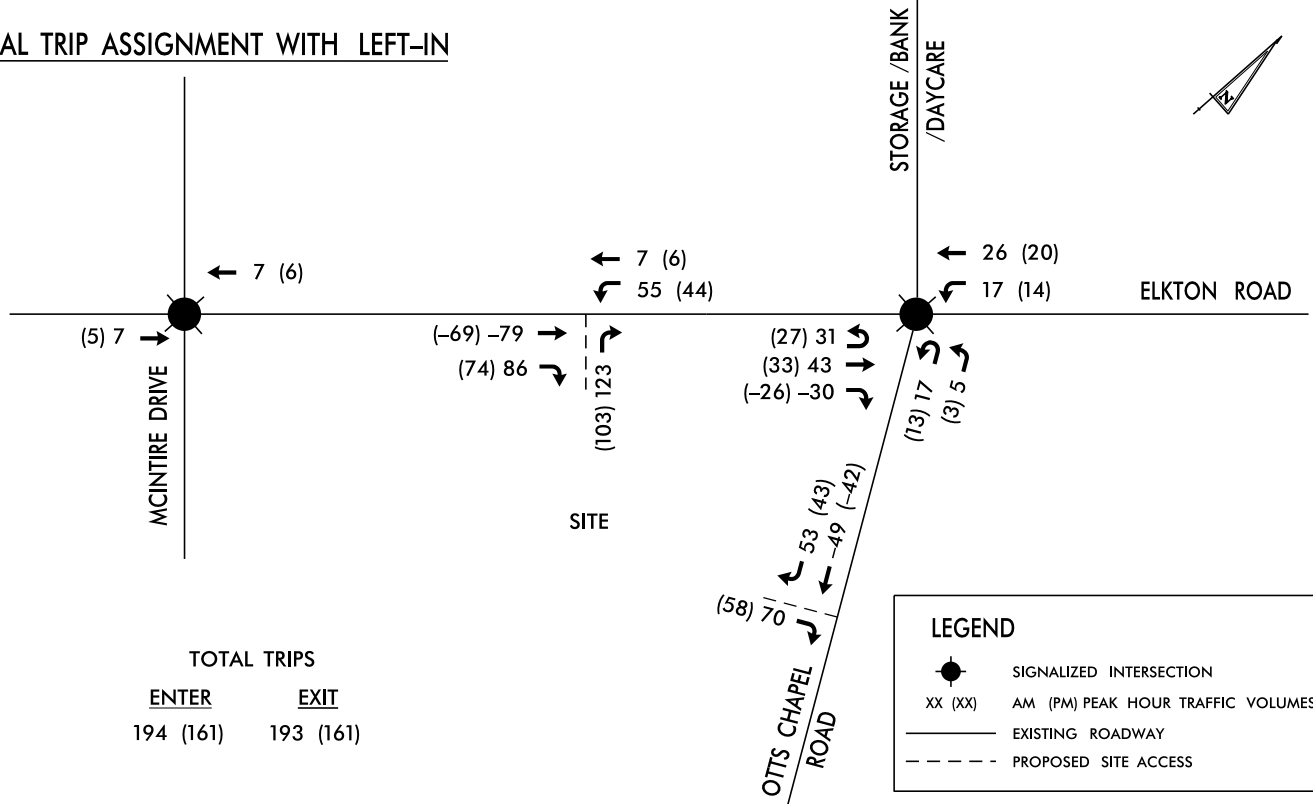 AL TRIP ASSIGNMENT WITH LEFT–IN
STORAGE /BANK
/DAYCARE
N
7 (6)
(5) 7
MCINTIRE DRIVE
7 (6)
55 (44)
(–69) –79
(74) 86
(103) 123
26 (20)
17 (14)
ELKTON ROAD
(27) 31
(33) 43
(–26) –30
(13) 17
(3) 5
SITE
53 (43)
–49 (–42)
(58) 70
OTTS CHAPEL
ROAD
TOTAL TRIPS
ENTER EXIT
194 (161) 193 (161)
LEGEND
SIGNALIZED INTERSECTION
XX (XX) AM (PM) PEAK HOUR TRAFFIC VOLUMES
EXISTING ROADWAY
PROPOSED SITE ACCESS